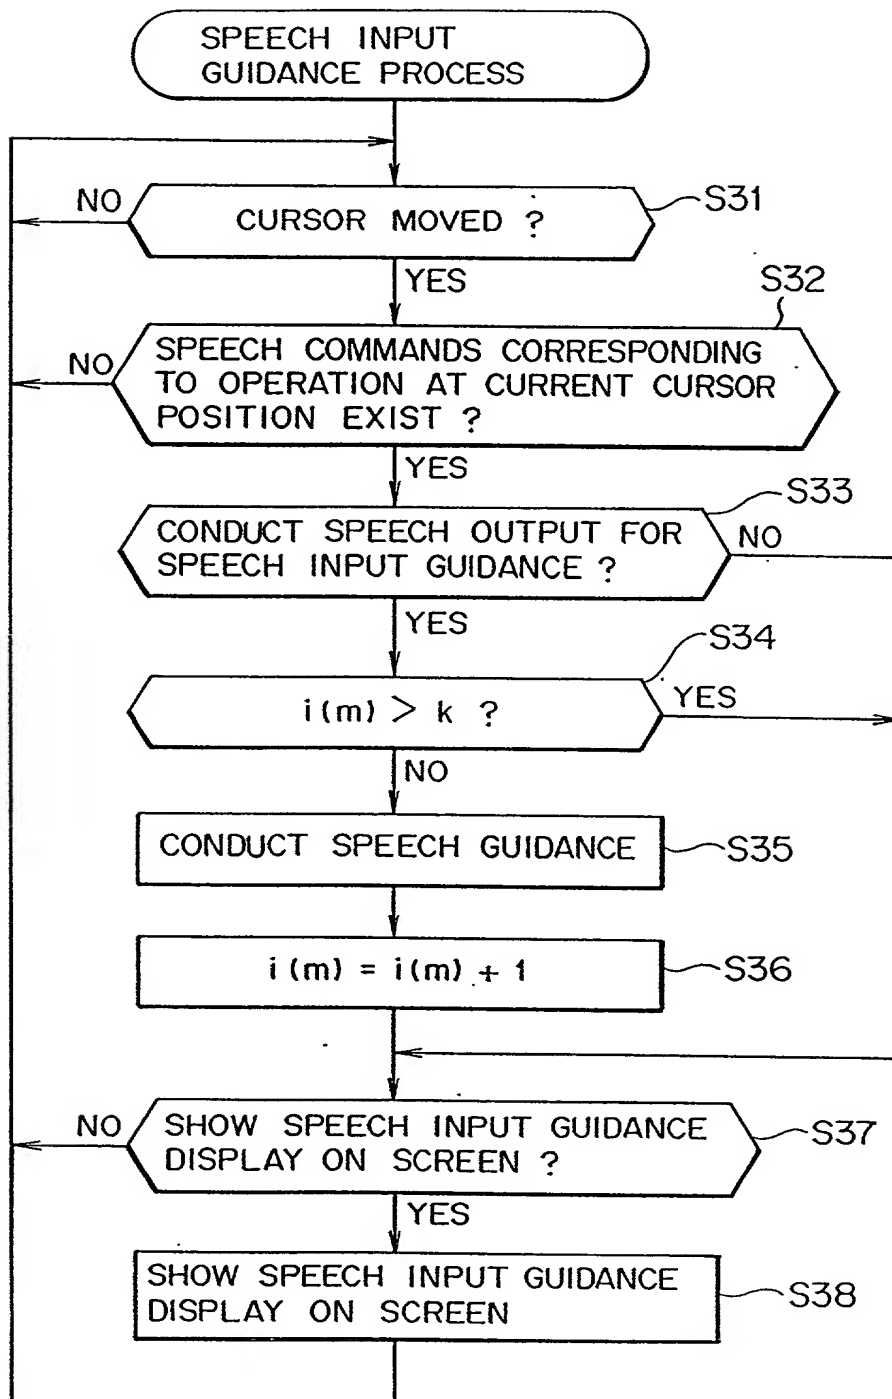 SPEECH INPUT
GUIDANCE PROCESS
NO
CURSOR MOVED ?
S31
YES
S32
NO
SPEECH COMMANDS CORRESPONDING
TO OPERATION AT CURRENT CURSOR
POSITION EXIST ?
YES
S33
CONDUCT SPEECH OUTPUT FOR
SPEECH INPUT GUIDANCE ?
NO
YES
S34
i(m) > k ?
YES
NO
CONDUCT SPEECH GUIDANCE
S35
i(m) = i(m) + 1
S36
NO
SHOW SPEECH INPUT GUIDANCE
DISPLAY ON SCREEN ?
S37
YES
SHOW SPEECH INPUT GUIDANCE
DISPLAY ON SCREEN
S38